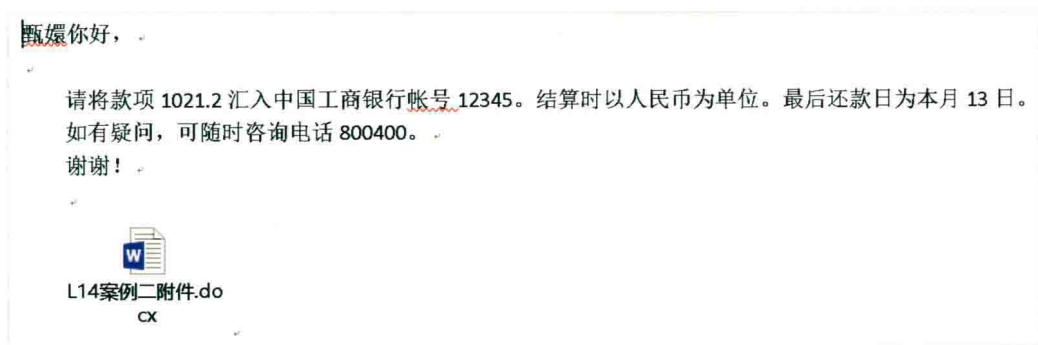 甄嬛你好，
请将款项 1021.2 汇入中国工商银行帐号 12345。结算时以人民币为单位。最后还款日为本月 13 日。
如有疑问，可随时咨询电话 800400。
谢谢！
L14案例二附件.do
cx